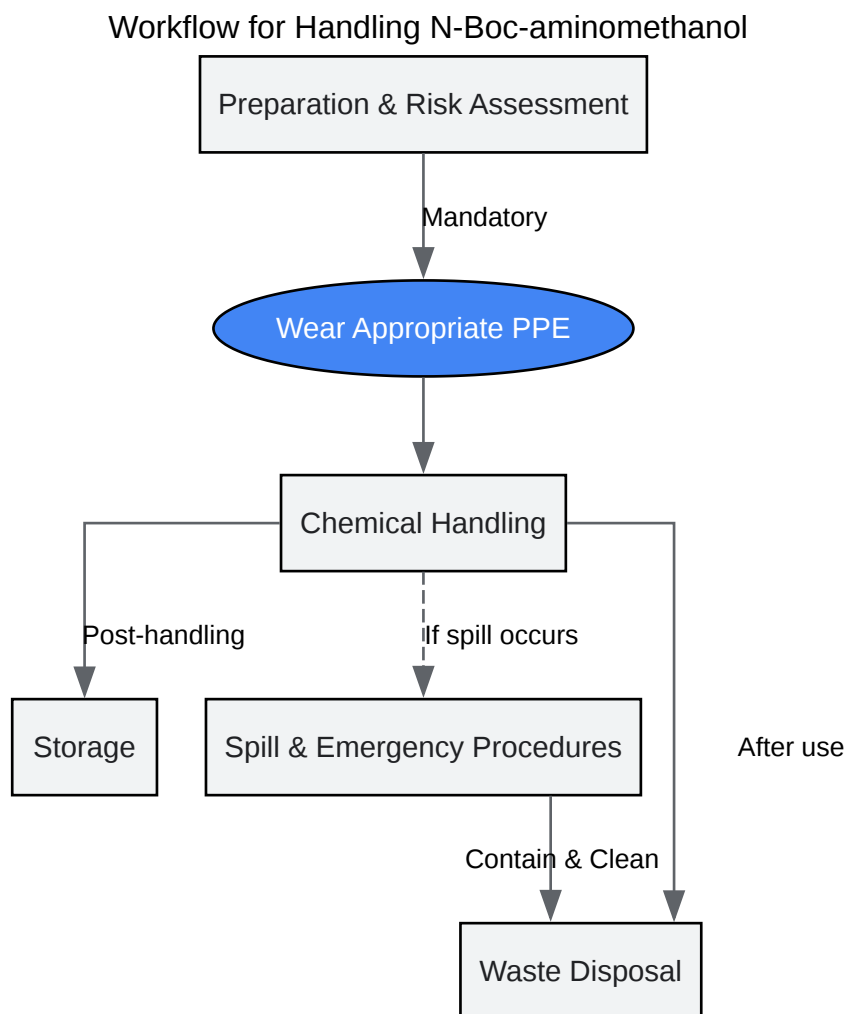 Workflow for Handling N-Boc-aminomethanol
Preparation & Risk Assessment
Mandatory
Wear Appropriate PPE
Chemical Handling
Post-handling
If spill occurs
Storage
Spill & Emergency Procedures
After use
Contain & Clean
Waste Disposal